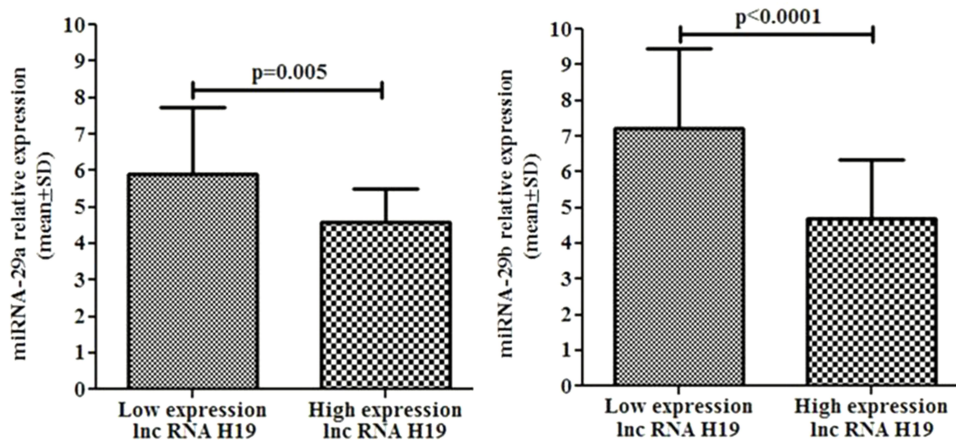 miRNA-29a relative expression
(mean±SD)
10
9
8
7
6
5
4
3
2
1
0
p=0.005
Low expression
lnc RNA H19
High expression
lnc RNA H19
miRNA-29b relative expression
(mean±SD)
10
9
8
7
6
5
4
3
2
1
0
p<0.0001
Low expression
lnc RNA H19
High expression
lnc RNA H19